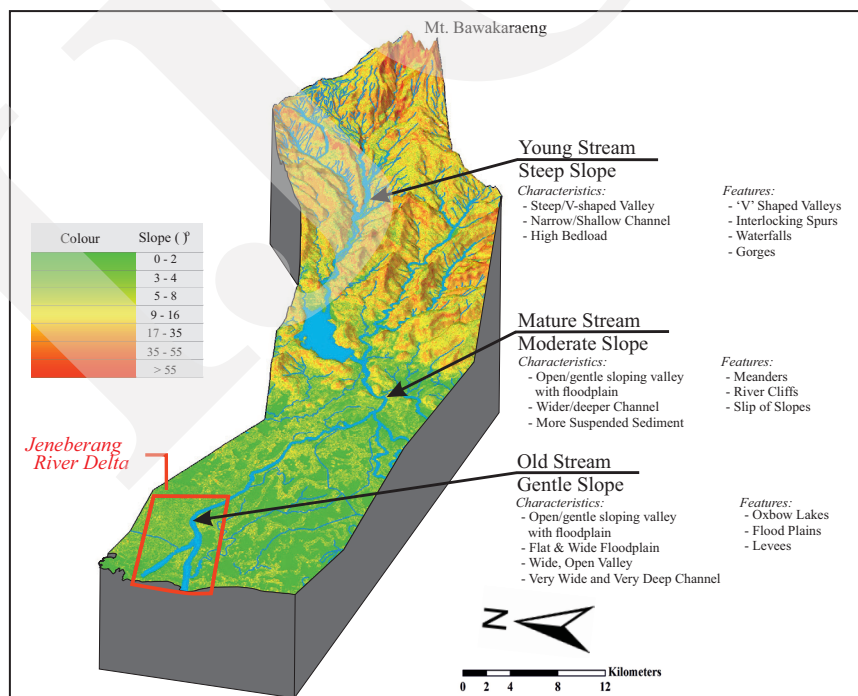 Mt. Bawakaraeng
Young Stream
Steep Slope
Characteristics:
- Steep/V-shaped Valley
- Narrow/Shallow Channel
- High Bedload
Features:
- ‘V’ Shaped Valleys
- Interlocking Spurs
- Waterfalls
- Gorges
Colour Slope ( )°
0 - 2
3 - 4
5 - 8
9 - 16
17 - 35
35 - 55
> 55
Mature Stream
Moderate Slope
Characteristics:
- Open/gentle sloping valley
with floodplain
- Wider/deeper Channel
- More Suspended Sediment
Features:
- Meanders
- River Cliffs
- Slip of Slopes
Jeneberang
River Delta
Old Stream
Gentle Slope
Characteristics:
- Open/gentle sloping valley
with floodplain
- Flat & Wide Floodplain
- Wide, Open Valley
- Very Wide and Very Deep Channel
Features:
- Oxbow Lakes
- Flood Plains
- Levees
N
Kilometers
0 2 4 8 12